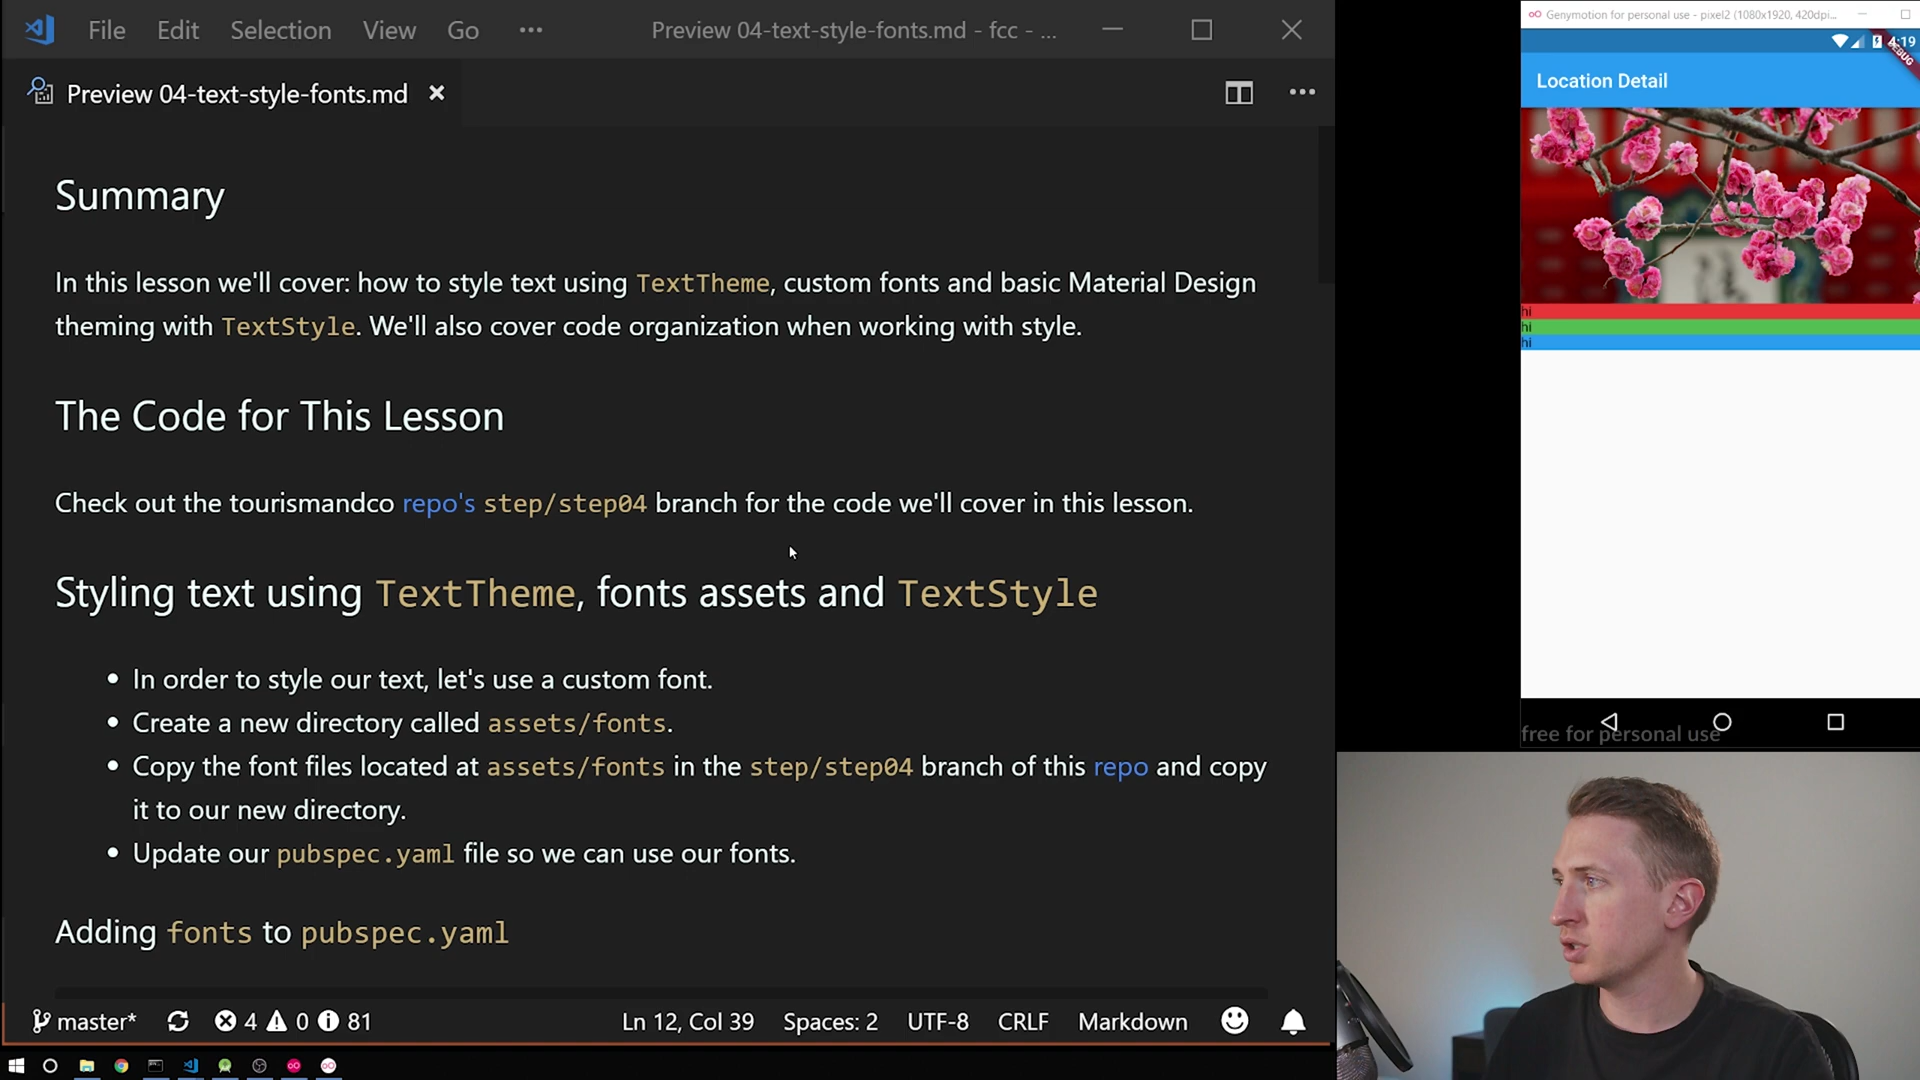 File Edit Selection View Go ··· Preview 04-text-style-fonts.md - fcc - ...
Preview 04-text-style-fonts.md
Summary
In this lesson we'll cover: how to style text using TextTheme, custom fonts and basic Material Design
theming with TextStyle. We'll also cover code organization when working with style.
The Code for This Lesson
Check out the tourismandco repo's step/step04 branch for the code we'll cover in this lesson.
Styling text using TextTheme, fonts assets and TextStyle
• In order to style our text, let's use a custom font.
• Create a new directory called assets/fonts.
• Copy the font files located at assets/fonts in the step/step04 branch of this repo and copy
it to our new directory.
• Update our pubspec.yaml file so we can use our fonts.
Adding fonts to pubspec.yaml
master* 4 0 81 Ln 12, Col 39 Spaces: 2 UTF-8 CRLF Markdown
Genymotion for personal use - pixel2 (1080x1920, 420dpi...
4:19
DEBUG
Location Detail
hi
hi
hi
free for personal use